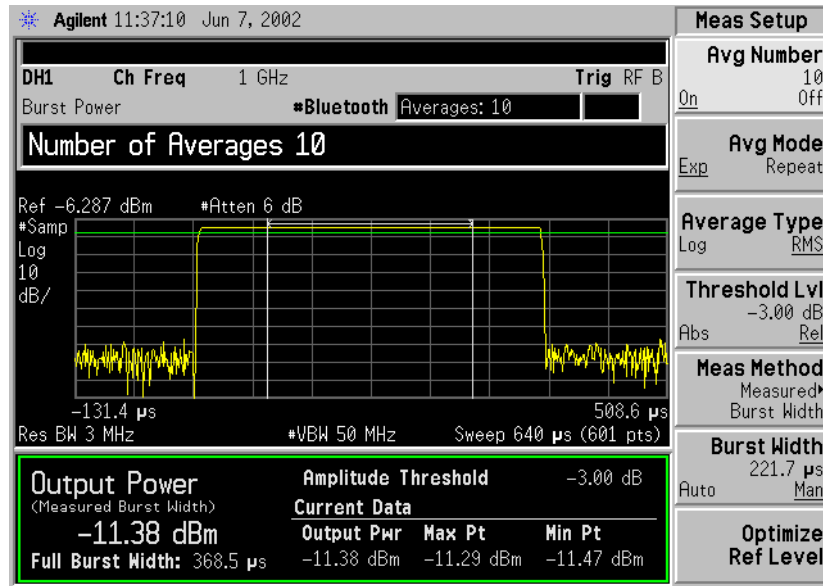 Agilent 11:37:10 Jun 7, 2002
Meas Setup
DH1 Ch Freq 1 GHz Trig RF B
Burst Power #Bluetooth Averages: 10
Number of Averages 10
Ref -6.287 dBm #Atten 6 dB
#Samp
Log
10
dB/
-131.4 µs 508.6 µs
Res BW 3 MHz #VBW 50 MHz Sweep 640 µs (601 pts)
Output Power
(Measured Burst Width)
-11.38 dBm
Full Burst Width: 368.5 µs
Amplitude Threshold -3.00 dB
Current Data
Output Pwr Max Pt Min Pt
-11.38 dBm -11.29 dBm -11.47 dBm
Avg Number
10
On Off
Avg Mode
Exp Repeat
Average Type
Log RMS
Threshold Lvl
-3.00 dB
Abs Rel
Meas Method
Measured
Burst Width
Burst Width
221.7 µs
Auto Man
Optimize
Ref Level